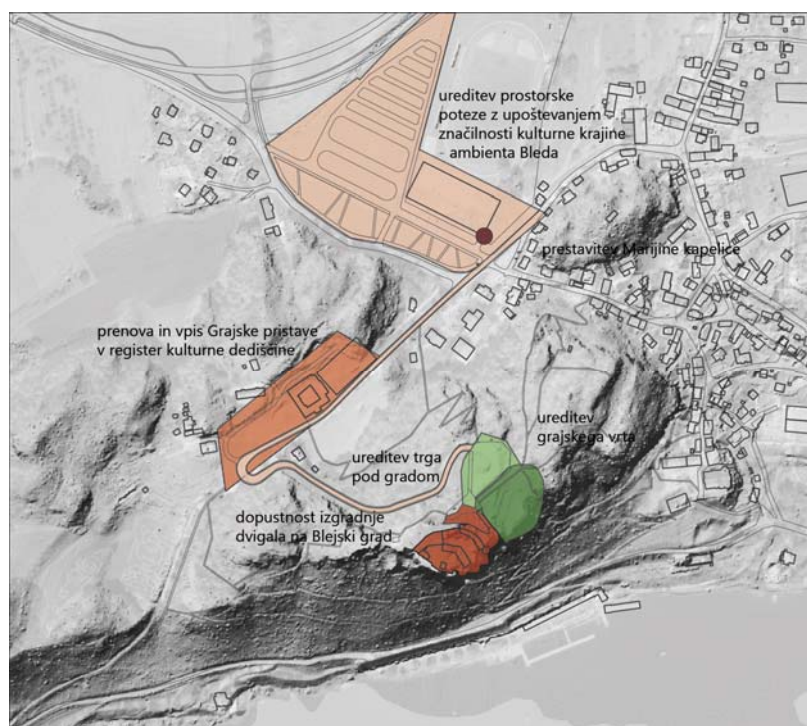 ureditev prostorske
poteze z upoštevanjem
značilnosti kulturne krajine
- ambienta Bleda
prestavitev Marijine kapelice
prenova in vpis Grajske pristave
v register kulturne dediščine
ureditev
grajskega vrta
ureditev trga
pod gradom
dopustnost izgradnje
dvigala na Blejski grad